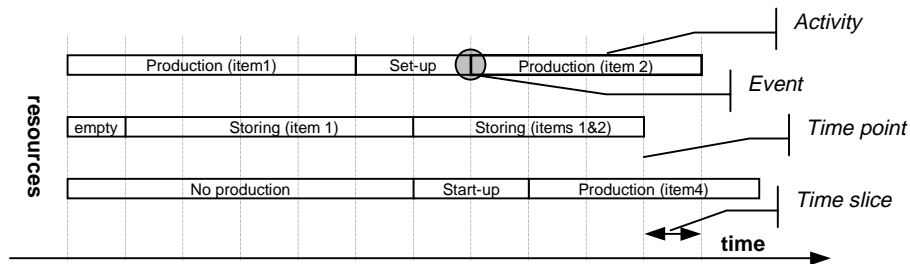 Activity
Production (item1)
Set-up
Production (item 2)
Event
resources
empty
Storing (item 1)
Storing (items 1&2)
Time point
No production
Start-up
Production (item4)
Time slice
time